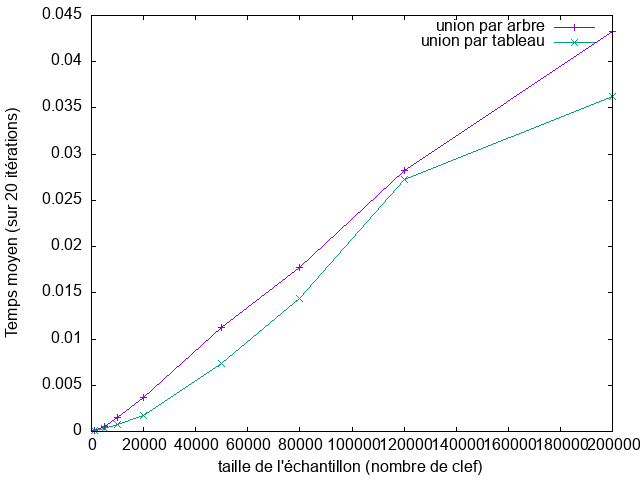 0.045
0.04
0.035
0.03
0.025
0.02
0.015
0.01
0.005
0
Temps moyen (sur 20 itérations)
union par arbre
union par tableau
0 20000 40000 60000 80000 100000 120000 140000 160000 180000 200000
taille de l'échantillon (nombre de clef)